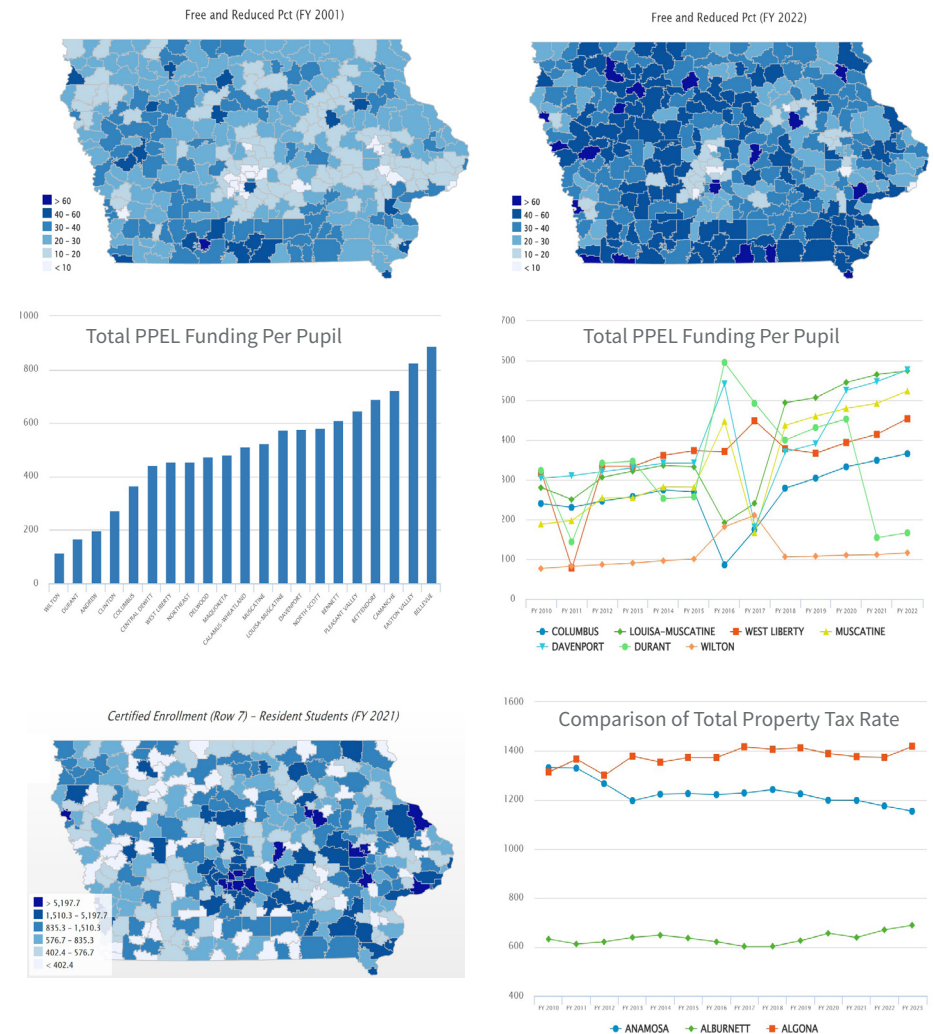 Free and Reduced Pct (FY 2001)
> 60
40 - 60
30 - 40
20 - 30
10 - 20
< 10
Free and Reduced Pct (FY 2022)
> 60
40 - 60
30 - 40
20 - 30
10 - 20
< 10
Total PPEL Funding Per Pupil
1000
800
600
400
200
0
WILTON
DURANT
ANDREW
CLINTON
COLUMBUS
CENTRAL DEWITT
WEST LIBERTY
NORTHEAST
DELWOOD
MAQUOKETA
CALAMUS-WHEATLAND
MUSCATINE
LOUISA-MUSCATINE
DAVENPORT
NORTH SCOTT
BENNETT
PLEASANT VALLEY
BETTENDORF
CAMANCHE
EASTON VALLEY
BELLEVUE
Total PPEL Funding Per Pupil
700
600
500
400
300
200
100
0
FY 2010
FY 2011
FY 2012
FY 2013
FY 2014
FY 2015
FY 2016
FY 2017
FY 2018
FY 2019
FY 2020
FY 2021
FY 2022
COLUMBUS
LOUISA-MUSCATINE
WEST LIBERTY
MUSCATINE
DAVENPORT
DURANT
WILTON
Certified Enrollment (Row 7) - Resident Students (FY 2021)
> 5,197.7
1,510.3 - 5,197.7
835.3 - 1,510.3
576.7 - 835.3
402.4 - 576.7
< 402.4
Comparison of Total Property Tax Rate
1600
1400
1200
1000
800
600
400
FY 2010
FY 2011
FY 2012
FY 2013
FY 2014
FY 2015
FY 2016
FY 2017
FY 2018
FY 2019
FY 2020
FY 2021
FY 2022
FY 2023
ANAMOSA
ALBURNETT
ALGONA